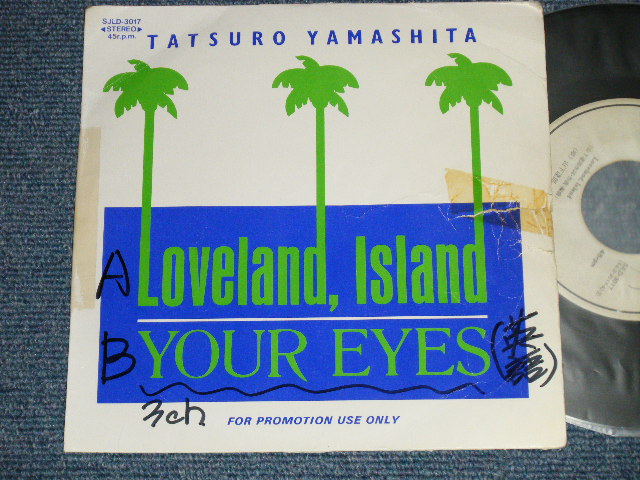 SJLD-3017
◀STEREO▶
45r.p.m.
TATSURO YAMASHITA
A Loveland, Island
B YOUR EYES (英語)
3ch
FOR PROMOTION USE ONLY